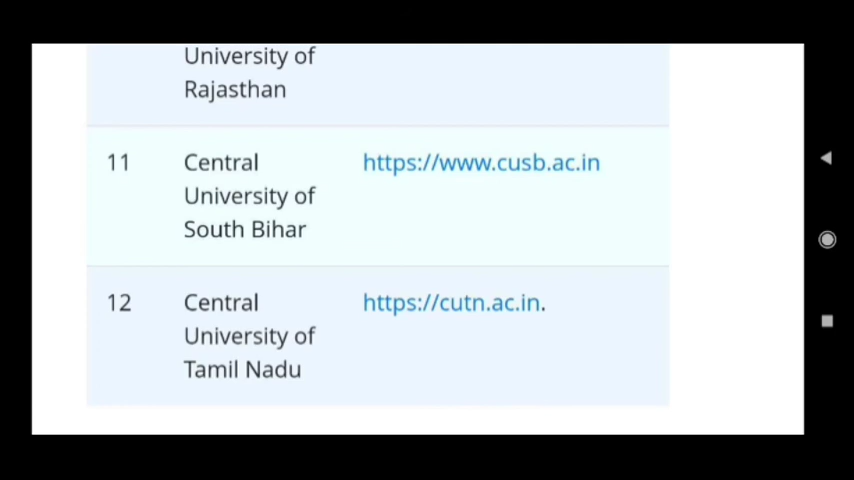 University of
Rajasthan
11 Central https://www.cusb.ac.in
University of
South Bihar
12 Central https://cutn.ac.in.
University of
Tamil Nadu